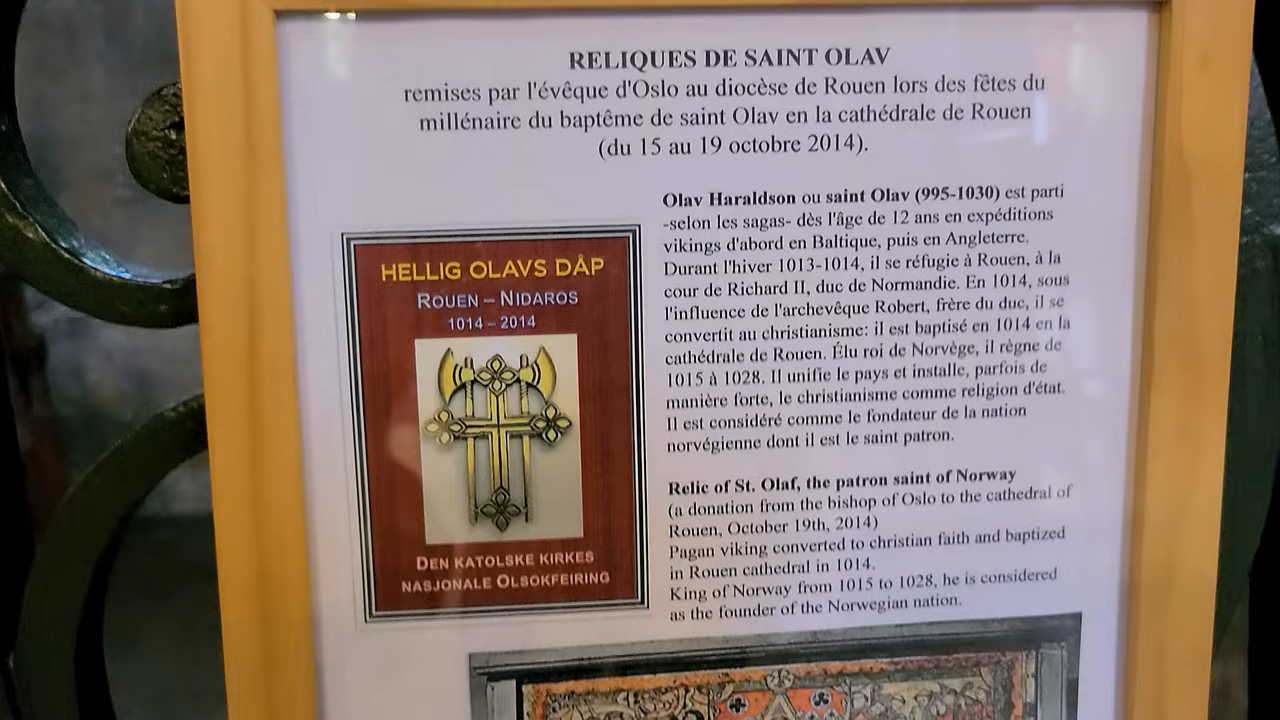 RELIQUES DE SAINT OLAV
remises par l'évêque d'Oslo au diocèse de Rouen lors des fêtes du
millénaire du baptême de saint Olav en la cathédrale de Rouen
(du 15 au 19 octobre 2014).
HELLIG OLAVS DÅP
ROUEN – NIDAROS
1014 – 2014
DEN KATOLSKE KIRKES
NASJONALE OLSOKFEIRING
Olav Haraldson ou saint Olav (995-1030) est parti
-selon les sagas- dès l'âge de 12 ans en expéditions
vikings d'abord en Baltique, puis en Angleterre.
Durant l'hiver 1013-1014, il se réfugie à Rouen, à la
cour de Richard II, duc de Normandie. En 1014, sous
l'influence de l'archevêque Robert, frère du duc, il se
convertit au christianisme: il est baptisé en 1014 en la
cathédrale de Rouen. Élu roi de Norvège, il règne de
1015 à 1028. Il unifie le pays et installe, parfois de
manière forte, le christianisme comme religion d'état.
Il est considéré comme le fondateur de la nation
norvégienne dont il est le saint patron.
Relic of St. Olaf, the patron saint of Norway
(a donation from the bishop of Oslo to the cathedral of
Rouen, October 19th, 2014)
Pagan viking converted to christian faith and baptized
in Rouen cathedral in 1014.
King of Norway from 1015 to 1028, he is considered
as the founder of the Norwegian nation.